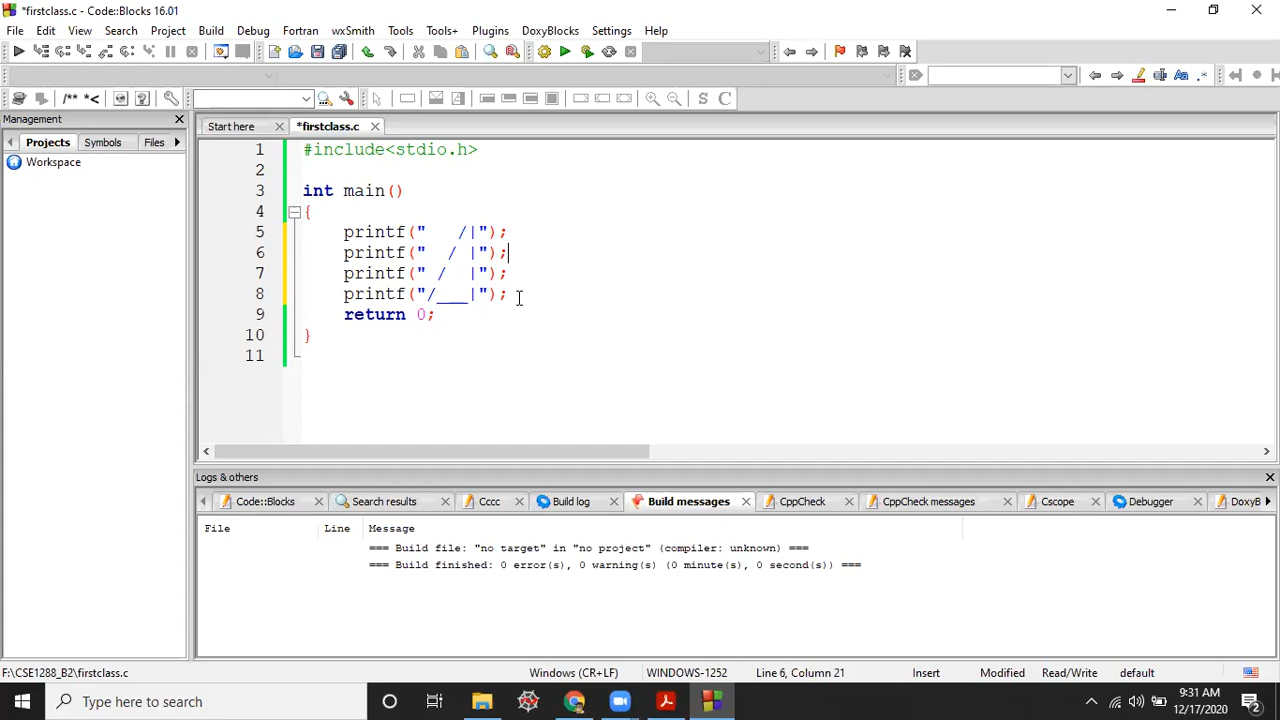 *firstclass.c - Code::Blocks 16.01
File Edit View Search Project Build Debug Fortran wxSmith Tools Tools+ Plugins DoxyBlocks Settings Help
/** *< S C
Management
Projects Symbols Files
Workspace
Start here *firstclass.c
1 #include<stdio.h>
2
3 int main()
4 {
5     printf("   /|");
6     printf("  / |");
7     printf(" /  |");
8     printf("/___|");
9     return 0;
10 }
11
Logs & others
Code::Blocks Search results Cccc Build log Build messages CppCheck CppCheck messages Cscope Debugger DoxyB
File Line Message
=== Build file: "no target" in "no project" (compiler: unknown) ===
=== Build finished: 0 error(s), 0 warning(s) (0 minute(s), 0 second(s)) ===
F:\CSE1288_B2\firstclass.c Windows (CR+LF) WINDOWS-1252 Line 6, Column 21 Insert Modified Read/Write default
Type here to search
9:31 AM
12/17/2020
2